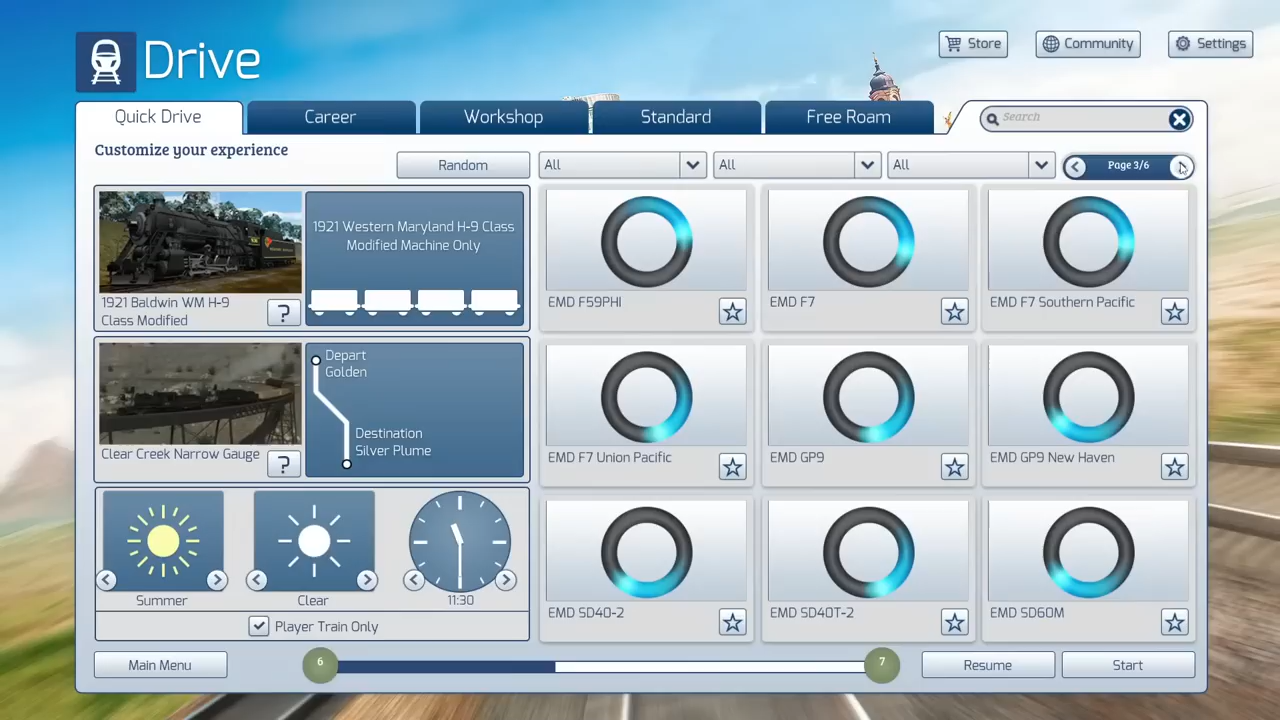 Drive
Store
Community
Settings
Quick Drive
Career
Workshop
Standard
Free Roam
Search
Customize your experience
Random
All
All
All
Page 3/6
1921 Western Maryland H-9 Class
Modified Machine Only
1921 Baldwin WM H-9
Class Modified
?
EMD F59PHI
EMD F7
EMD F7 Southern Pacific
Depart
Golden
Destination
Silver Plume
Clear Creek Narrow Gauge
?
EMD F7 Union Pacific
EMD GP9
EMD GP9 New Haven
Summer
Clear
11:30
Player Train Only
EMD SD40-2
EMD SD40T-2
EMD SD60M
Main Menu
6
7
Resume
Start